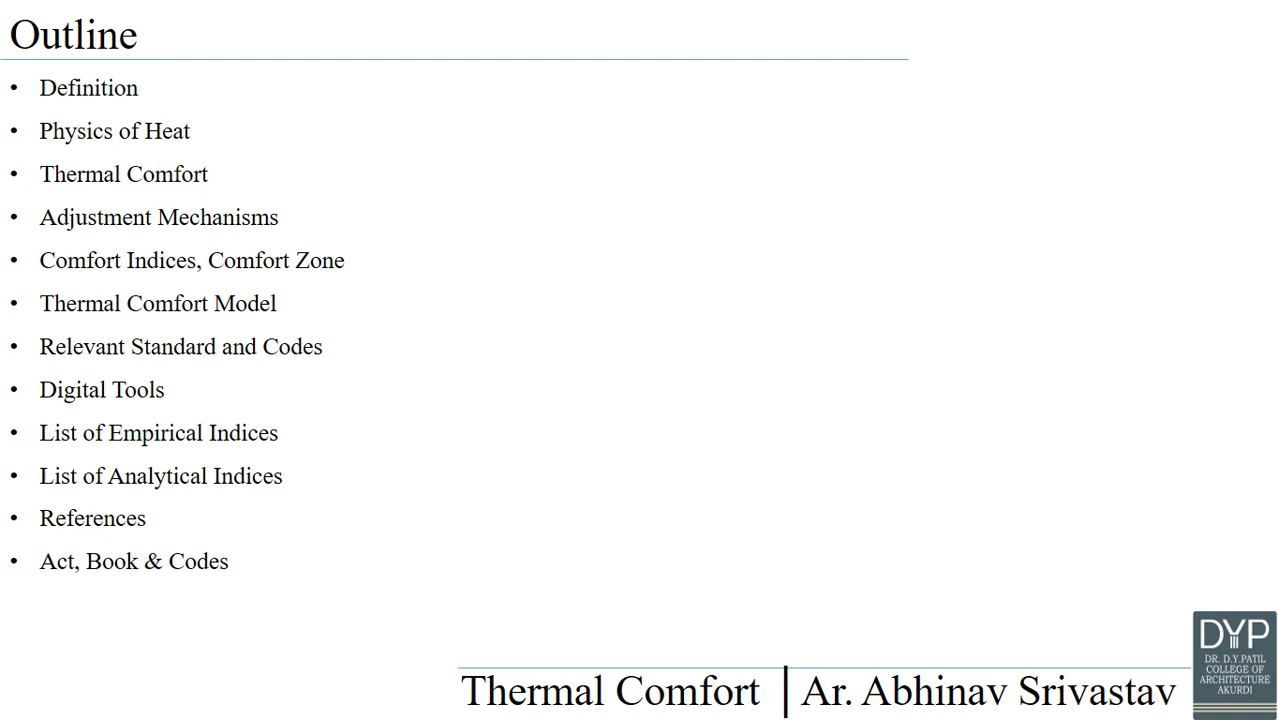 Outline
• Definition
• Physics of Heat
• Thermal Comfort
• Adjustment Mechanisms
• Comfort Indices, Comfort Zone
• Thermal Comfort Model
• Relevant Standard and Codes
• Digital Tools
• List of Empirical Indices
• List of Analytical Indices
• References
• Act, Book & Codes
Thermal Comfort | Ar. Abhinav Srivastav
DYP
DR. D.Y.PATIL
COLLEGE OF
ARCHITECTURE
AKURDI